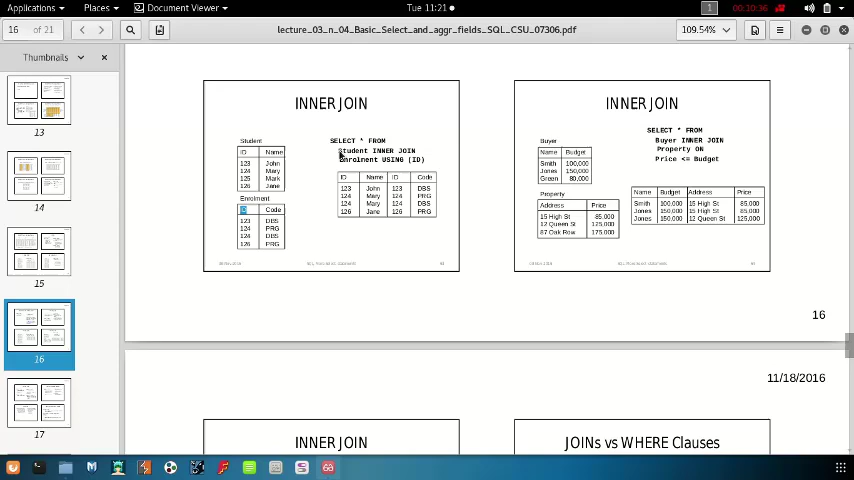 Applications
Document Viewer
Tue 11:21
1
00:10:36
16 of 21
lecture_03_n_04_Basic_Select_and_aggr_fields_SQL_CSU_07306.pdf
109.54%
Thumbnails
13
14
15
16
17
INNER JOIN
Student
ID Name
123 John
124 Mary
125 Mark
126 Jane
Enrolment
ID Code
123 DBS
124 PRG
124 DBS
126 PRG
SELECT * FROM
Student INNER JOIN
Enrolment USING (ID)
ID Name ID Code
123 John 123 DBS
124 Mary 124 PRG
124 Mary 124 DBS
126 Jane 126 PRG
INNER JOIN
Buyer
Name Budget
Smith 100,000
Jones 150,000
Green 80,000
Property
Address Price
15 High St 85,000
12 Queen St 125,000
87 Oak Row 175,000
SELECT * FROM
Buyer INNER JOIN
Property ON
Price <= Budget
Name Budget Address Price
Smith 100,000 15 High St 85,000
Jones 150,000 15 High St 85,000
Jones 150,000 12 Queen St 125,000
16
11/18/2016
INNER JOIN
JOINs vs WHERE Clauses